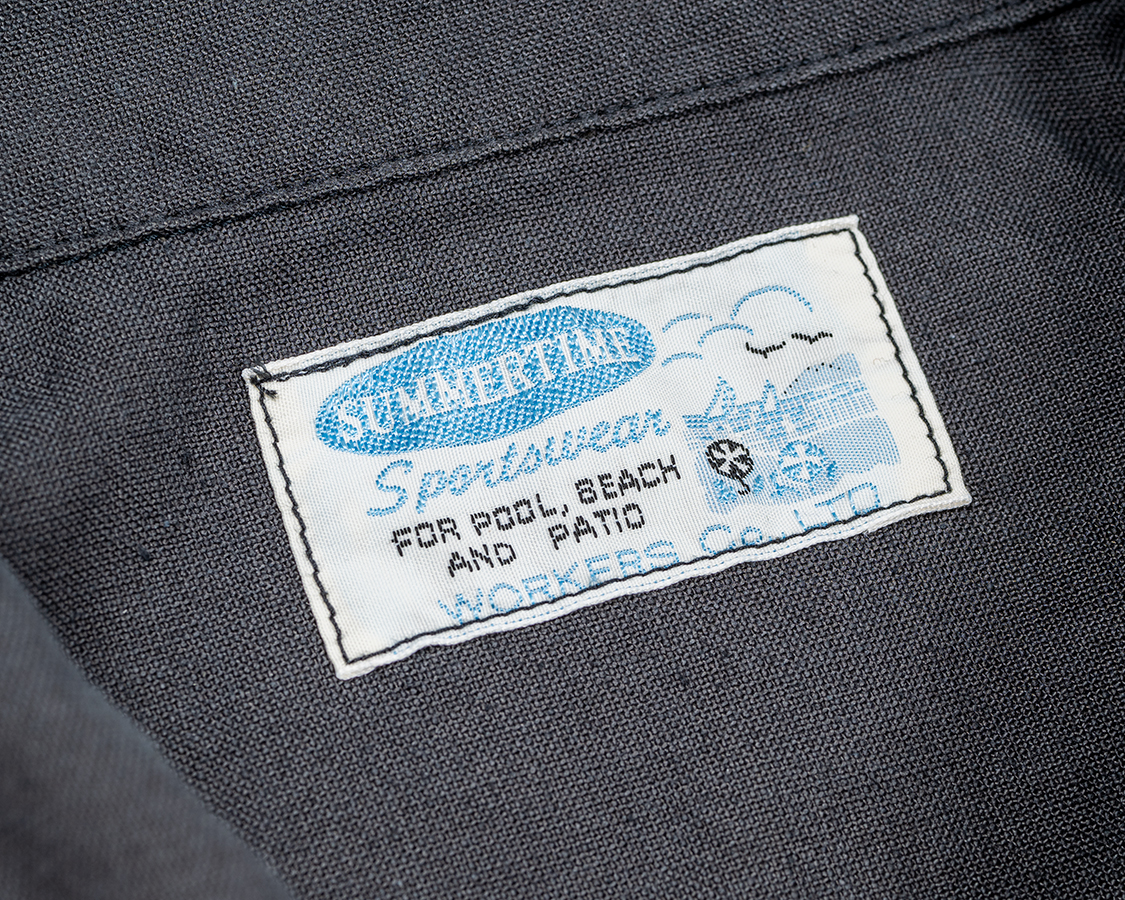 SUMMERTIME
Sportswear
FOR POOL, BEACH
AND PATIO
WORKERS Co., LTD